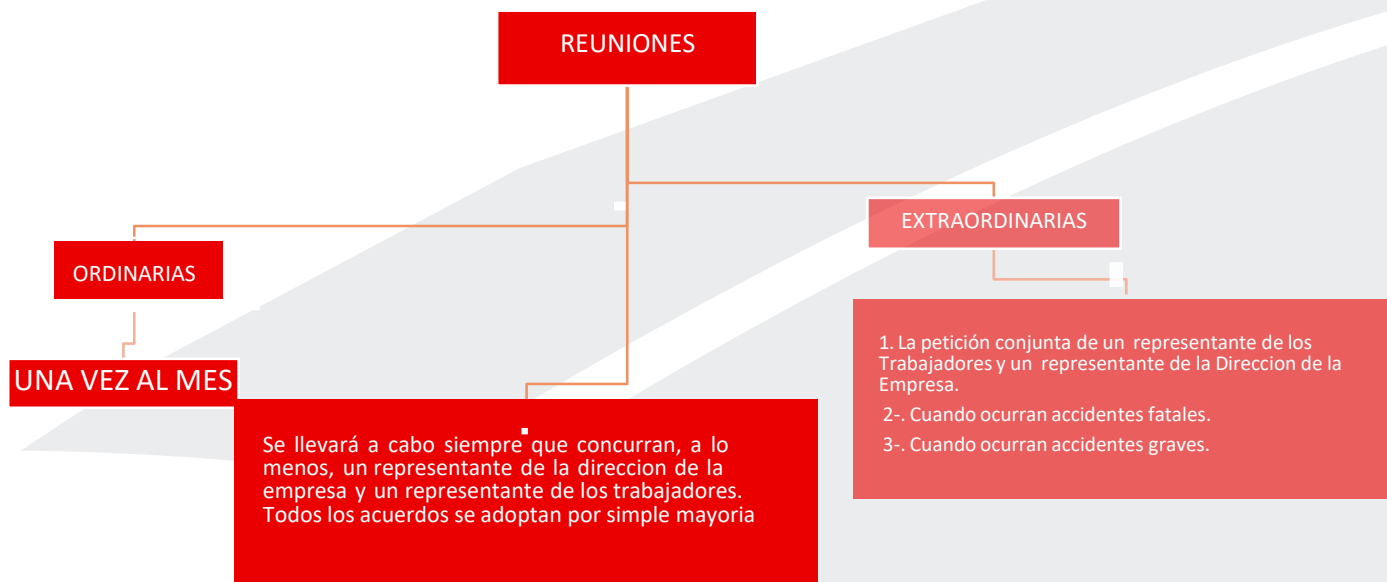 REUNIONES
ORDINARIAS
UNA VEZ AL MES
Se llevará a cabo siempre que concurran, a lo
menos, un representante de la direccion de la
empresa y un representante de los trabajadores.
Todos los acuerdos se adoptan por simple mayoria
EXTRAORDINARIAS
1. La petición conjunta de un representante de los
Trabajadores y un representante de la Direccion de la
Empresa.
2-. Cuando ocurran accidentes fatales.
3-. Cuando ocurran accidentes graves.